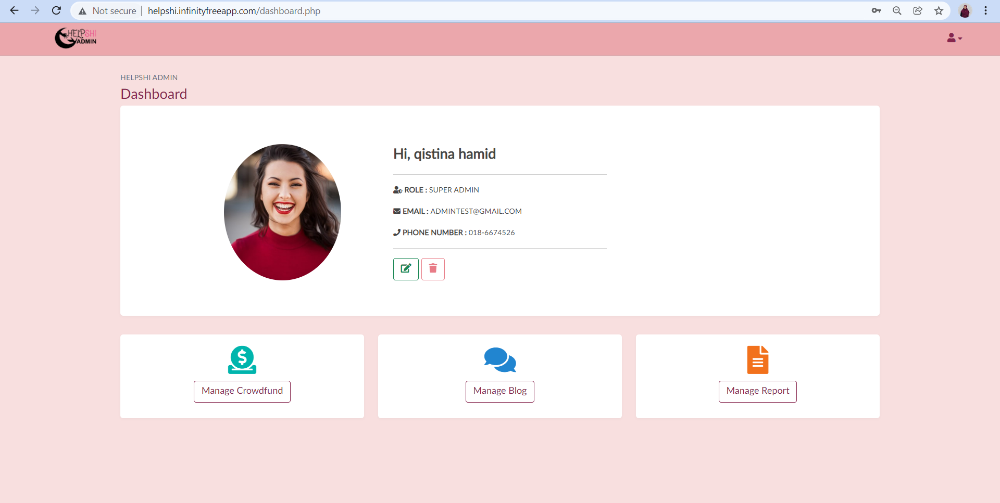 Not secure | helpshi.infinityfreeapp.com/dashboard.php
HELPSHI
ADMIN
HELPSHI ADMIN
Dashboard
Hi, qistina hamid
ROLE : SUPER ADMIN
EMAIL : ADMINTEST@GMAIL.COM
PHONE NUMBER : 018-6674526
$
Manage Crowdfund
Manage Blog
Manage Report